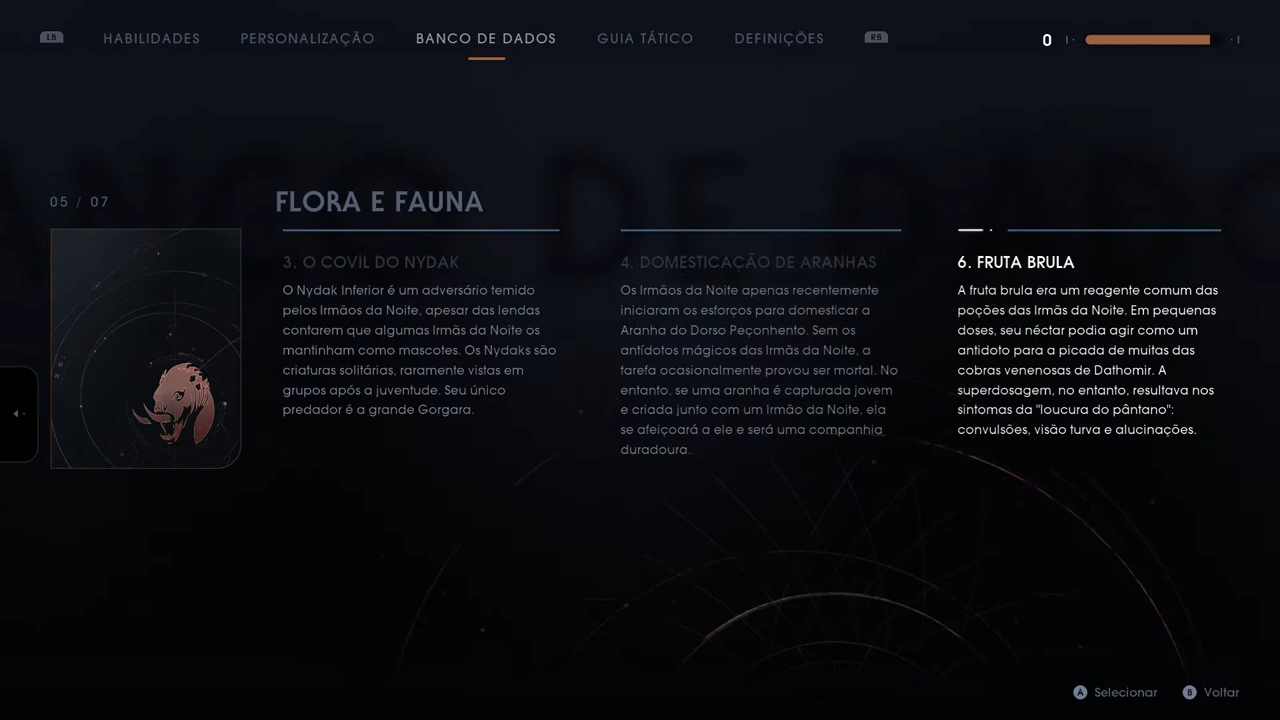 LB
HABILIDADES
PERSONALIZAÇÃO
BANCO DE DADOS
GUIA TÁTICO
DEFINIÇÕES
RB
0
05 / 07
FLORA E FAUNA
3. O COVIL DO NYDAK
O Nydak Inferior é um adversário temido
pelos Irmãos da Noite, apesar das lendas
contarem que algumas Irmãs da Noite os
mantinham como mascotes. Os Nydaks são
criaturas solitárias, raramente vistas em
grupos após a juventude. Seu único
predador é a grande Gorgara.
4. DOMESTICAÇÃO DE ARANHAS
Os Irmãos da Noite apenas recentemente
iniciaram os esforços para domesticar a
Aranha do Dorso Peçonhento. Sem os
antídotos mágicos das Irmãs da Noite, a
tarefa ocasionalmente provou ser mortal. No
entanto, se uma aranha é capturada jovem
e criada junto com um Irmão da Noite, ela
se afeiçoará a ele e será uma companhia
duradoura.
6. FRUTA BRULA
A fruta brula era um reagente comum das
poções das Irmãs da Noite. Em pequenas
doses, seu néctar podia agir como um
antidoto para a picada de muitas das
cobras venenosas de Dathomir. A
superdosagem, no entanto, resultava nos
sintomas da "loucura do pântano":
convulsões, visão turva e alucinações.
A Selecionar
B Voltar